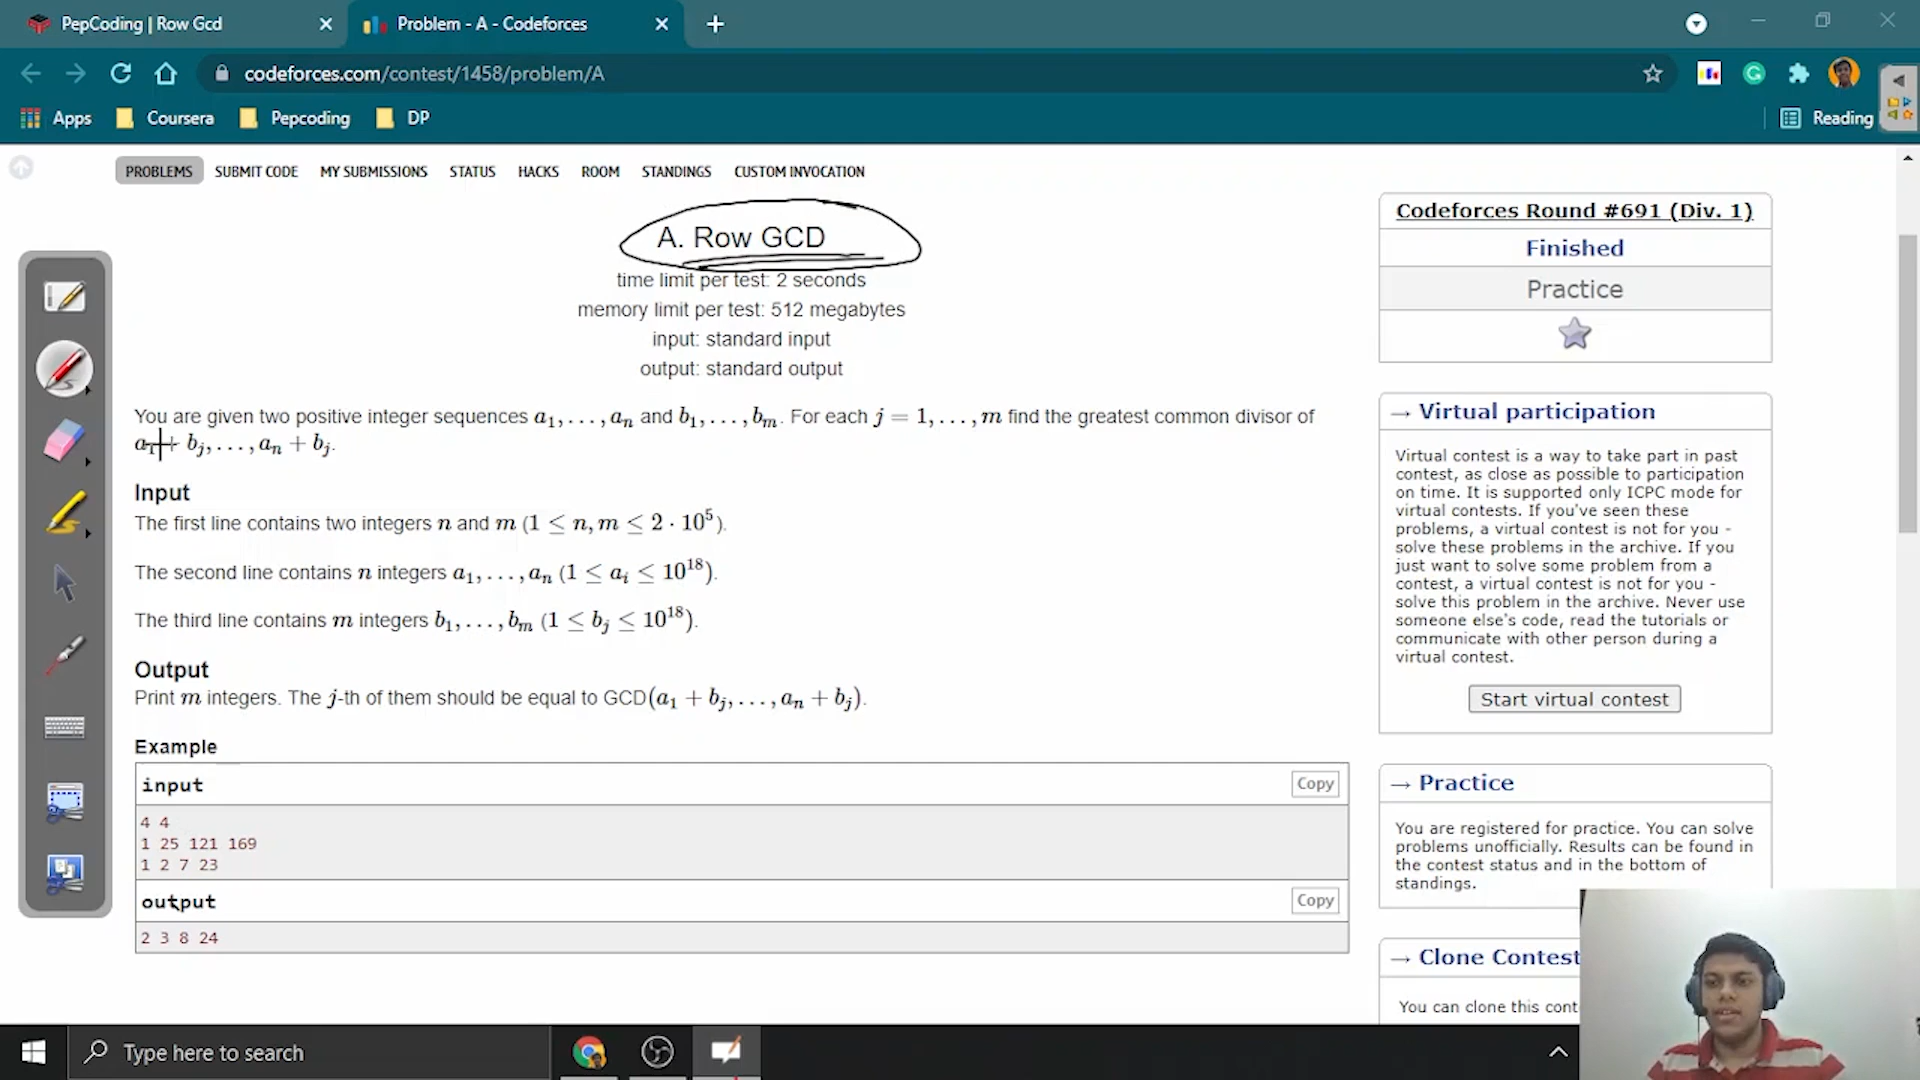 PepCoding | Row Gcd
Problem - A - Codeforces
codeforces.com/contest/1458/problem/A
Apps
Coursera
Pepcoding
DP
Reading
PROBLEMS SUBMIT CODE MY SUBMISSIONS STATUS HACKS ROOM STANDINGS CUSTOM INVOCATION
A. Row GCD
time limit per test: 2 seconds
memory limit per test: 512 megabytes
input: standard input
output: standard output
You are given two positive integer sequences a₁, . . . , aₙ and b₁, . . . , bₘ. For each j = 1, . . . , m find the greatest common divisor of
a₁ + bⱼ, . . . , aₙ + bⱼ.
Input
The first line contains two integers n and m (1 ≤ n, m ≤ 2 · 10⁵).
The second line contains n integers a₁, . . . , aₙ (1 ≤ aᵢ ≤ 10¹⁸).
The third line contains m integers b₁, . . . , bₘ (1 ≤ bⱼ ≤ 10¹⁸).
Output
Print m integers. The j-th of them should be equal to GCD(a₁ + bⱼ, . . . , aₙ + bⱼ).
Example
input
Copy
4 4
1 25 121 169
1 2 7 23
output
Copy
2 3 8 24
Codeforces Round #691 (Div. 1)
Finished
Practice
→ Virtual participation
Virtual contest is a way to take part in past
contest, as close as possible to participation
on time. It is supported only ICPC mode for
virtual contests. If you've seen these
problems, a virtual contest is not for you -
solve these problems in the archive. If you
just want to solve some problem from a
contest, a virtual contest is not for you -
solve this problem in the archive. Never use
someone else's code, read the tutorials or
communicate with other person during a
virtual contest.
Start virtual contest
→ Practice
You are registered for practice. You can solve
problems unofficially. Results can be found in
the contest status and in the bottom of
standings.
→ Clone Contest
You can clone this cont
Type here to search